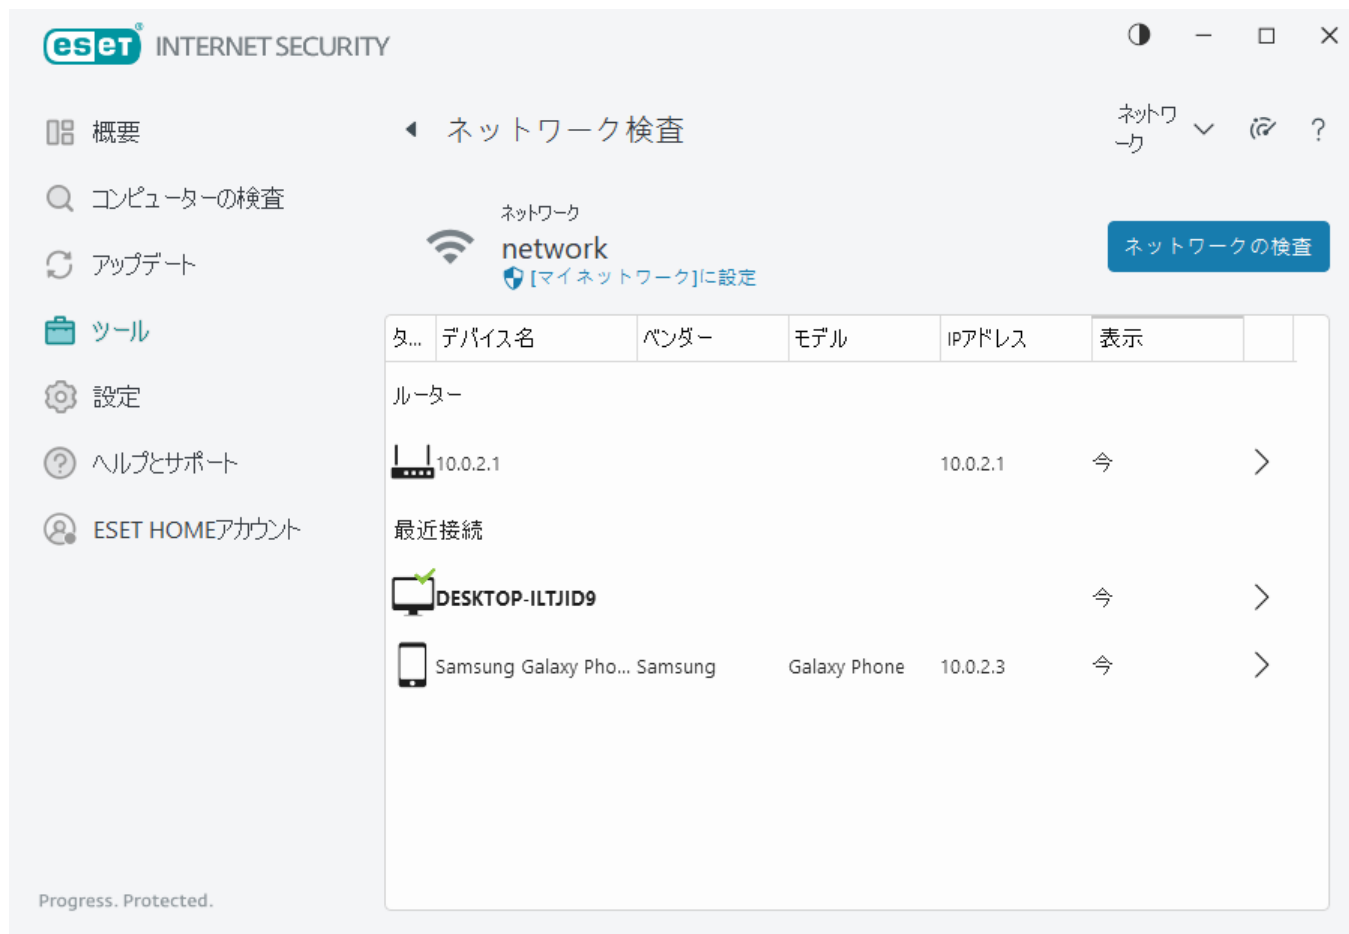 eseT® INTERNET SECURITY
概要
コンピューターの検査
アップデート
ツール
設定
ヘルプとサポート
ESET HOMEアカウント
Progress. Protected.
ネットワーク検査
ネットワ
ーク
?
ネットワーク
network
[マイネットワーク]に設定
ネットワークの検査
タ... デバイス名 ベンダー モデル IPアドレス 表示
ルーター
10.0.2.1 10.0.2.1 今
最近接続
DESKTOP-ILTJID9 今
Samsung Galaxy Pho... Samsung Galaxy Phone 10.0.2.3 今